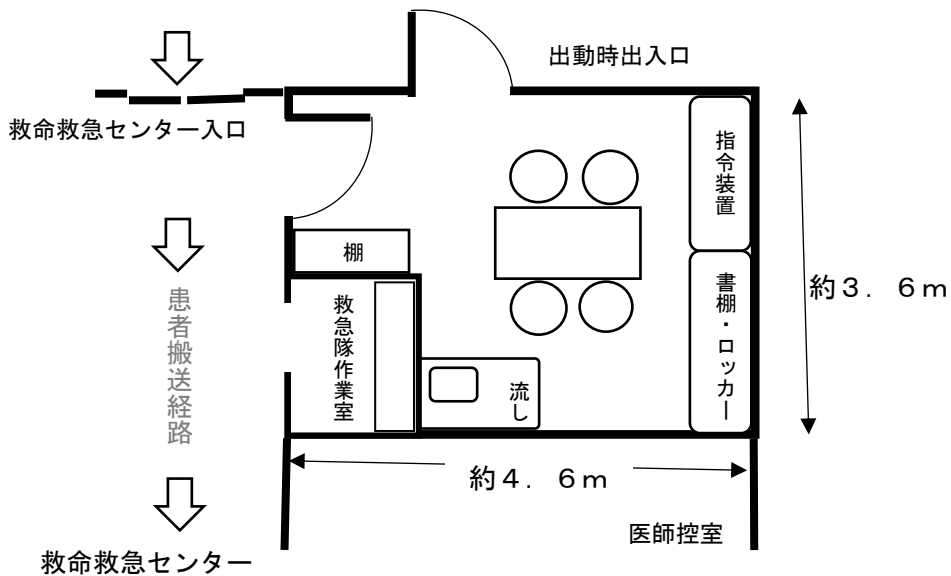 出動時出入口
救命救急センター入口
指令装置
棚
書棚・ロッカー
約3．6m
患者搬送経路
救急隊作業室
流し
約4．6m
医師控室
救命救急センター